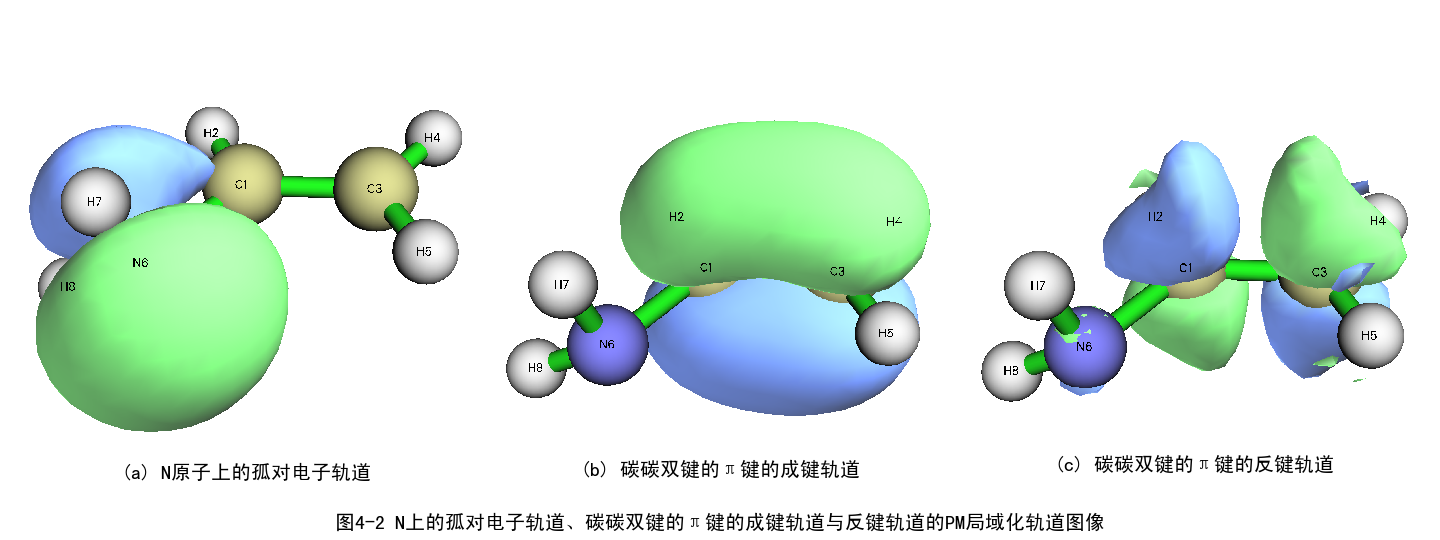 H2
H4
C1
C3
H7
H5
N6
H8
H2
H4
C1
C3
H7
H5
N6
H8
H2
H4
C1
C3
H7
H5
N6
H8
(a) N原子上的孤对电子轨道
(b) 碳碳双键的π键的成键轨道
(c) 碳碳双键的π键的反键轨道
图4-2 N上的孤对电子轨道、碳碳双键的π键的成键轨道与反键轨道的PM局域化轨道图像